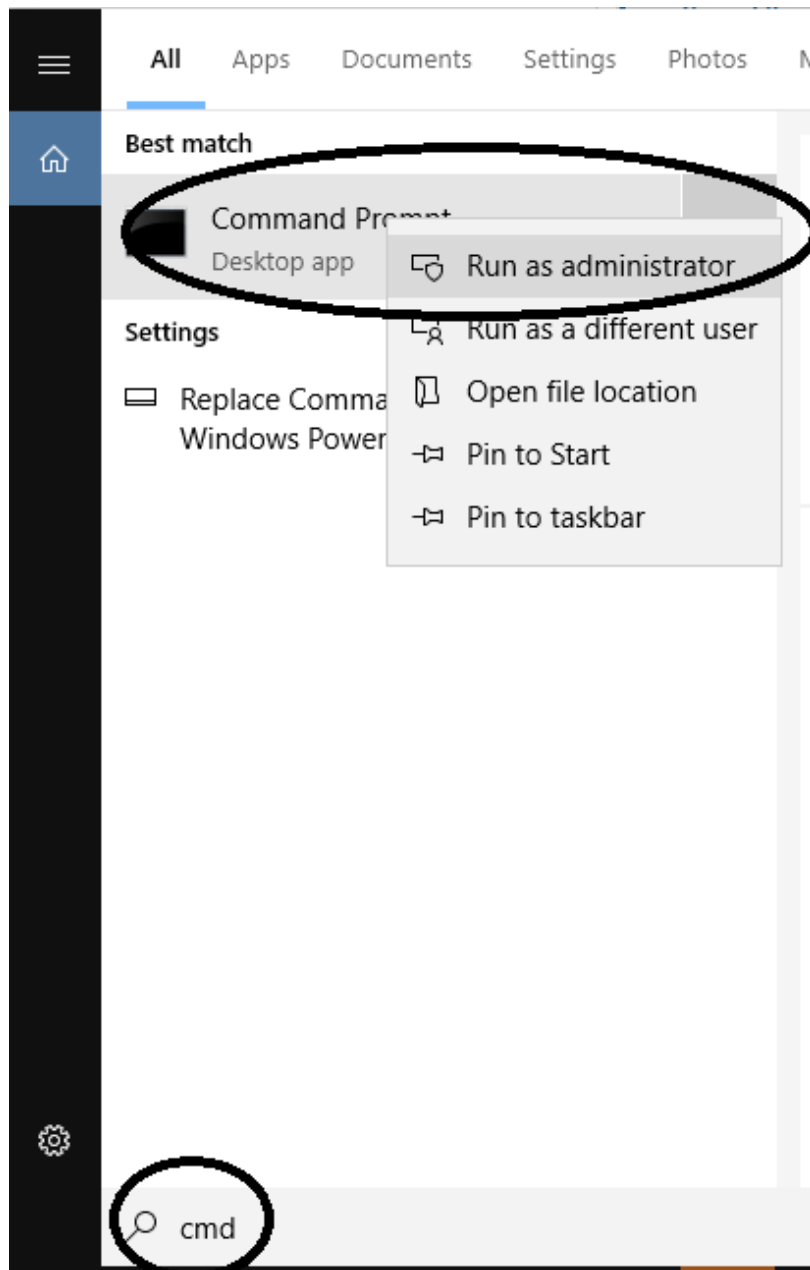 All Apps Documents Settings Photos
Best match
Command Prompt
Desktop app
Run as administrator
Settings
Run as a different user
Replace Comma
Windows Power
Open file location
Pin to Start
Pin to taskbar
cmd